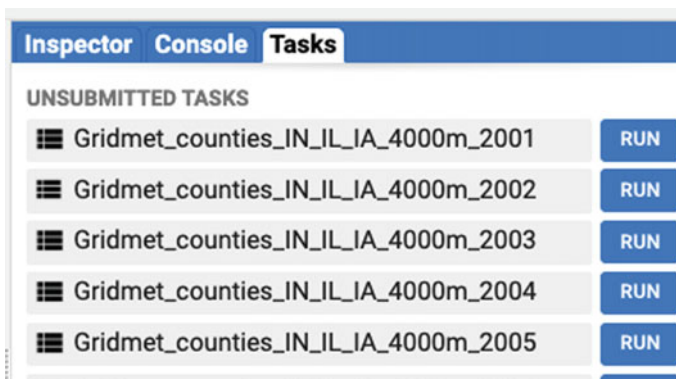 Inspector Console Tasks
UNSUBMITTED TASKS
Gridmet_counties_IN_IL_IA_4000m_2001 RUN
Gridmet_counties_IN_IL_IA_4000m_2002 RUN
Gridmet_counties_IN_IL_IA_4000m_2003 RUN
Gridmet_counties_IN_IL_IA_4000m_2004 RUN
Gridmet_counties_IN_IL_IA_4000m_2005 RUN